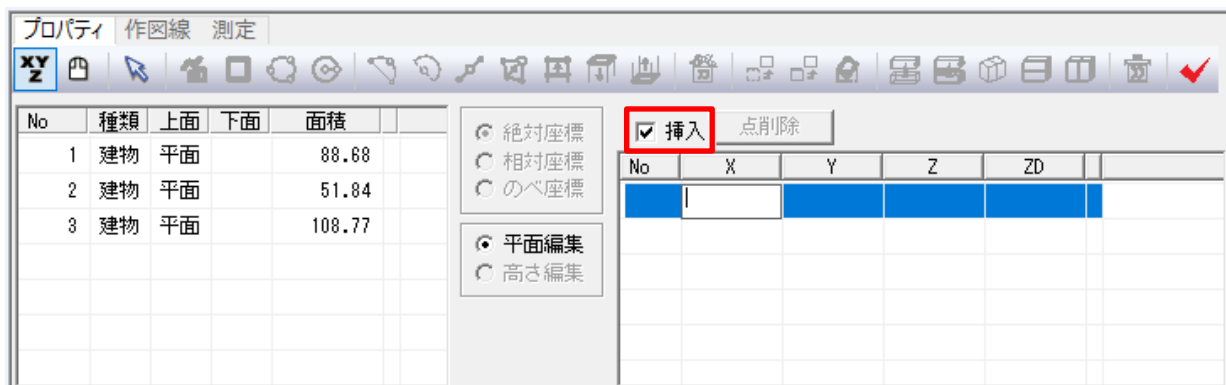 プロパティ 作図線 測定
XYZ
No 種類 上面 下面 面積
1 建物 平面 88.68
2 建物 平面 51.84
3 建物 平面 108.77
絶対座標
相対座標
のべ座標
平面編集
高さ編集
挿入 点削除
No X Y Z ZD